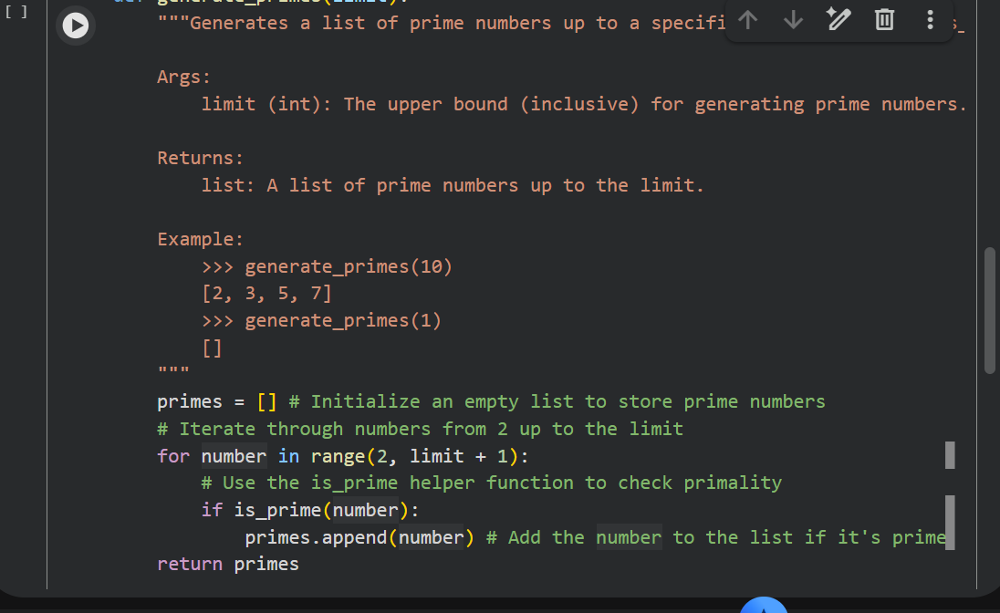 [ ]
"""Generates a list of prime numbers up to a
Args:
limit (int): The upper bound (inclusive) for generating prime numbers.
Returns:
list: A list of prime numbers up to the limit.
Example:
>>> generate_primes(10)
[2, 3, 5, 7]
>>> generate_primes(1)
[]
"""
primes = [] # Initialize an empty list to store prime numbers
# Iterate through numbers from 2 up to the limit
for number in range(2, limit + 1):
# Use the is_prime helper function to check primality
if is_prime(number):
primes.append(number) # Add the number to the list if it's prime
return primes